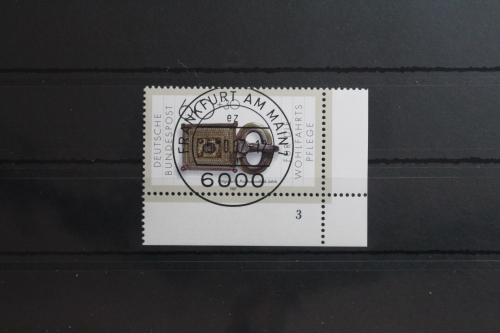 DEUTSCHE
BUNDESPOST
FRANKFURT AM MAIN
ez
6000
WOHLFAHRTS
PFLEGE
3